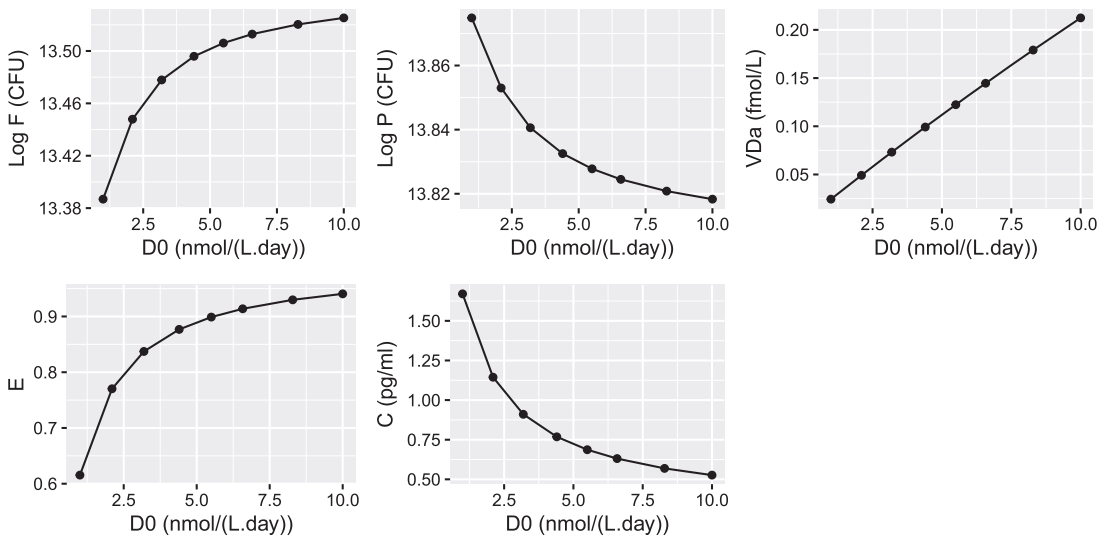 Log F (CFU)
13.50
13.46
13.42
13.38
2.5 5.0 7.5 10.0
D0 (nmol/(L.day))
Log P (CFU)
13.86
13.84
13.82
2.5 5.0 7.5 10.0
D0 (nmol/(L.day))
VDa (fmol/L)
0.20
0.15
0.10
0.05
2.5 5.0 7.5 10.0
D0 (nmol/(L.day))
E
0.9
0.8
0.7
0.6
2.5 5.0 7.5 10.0
D0 (nmol/(L.day))
C (pg/ml)
1.50
1.25
1.00
0.75
0.50
2.5 5.0 7.5 10.0
D0 (nmol/(L.day))